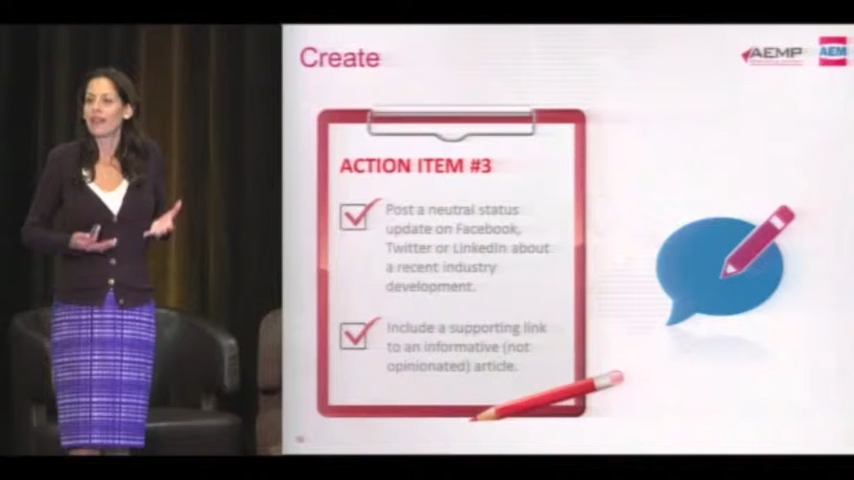 Create
AEMP
AEM
ACTION ITEM #3
Post a neutral status
update on Facebook,
Twitter or LinkedIn about
a recent industry
development.
Include a supporting link
to an informative (not
opinionated) article.